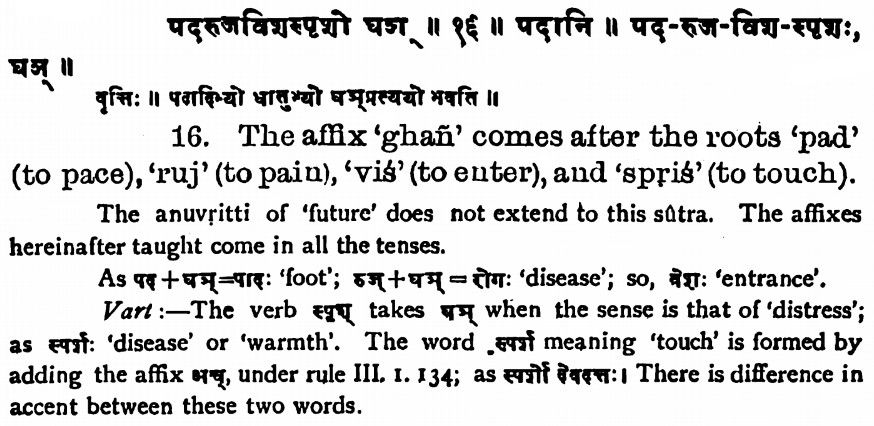 पदरुजविशस्पृशो घञ् ॥ १६ ॥ पदानि ॥ पद-रुज-विश-स्पृशः,
घञ् ॥
वृत्तिः ॥ पदादिभ्यो धातुभ्यो घञ्प्रत्ययो भवति ॥
16. The affix ‘ghañ’ comes after the roots ‘pad’
(to pace), ‘ruj’ (to pain), ‘viś’ (to enter), and ‘spṛiś’ (to touch).
The anuvṛitti of ‘future’ does not extend to this sûtra. The affixes
hereinafter taught come in all the tenses.
As पद+घञ्=पादः ‘foot’; रुज्+घञ्=रोगः ‘disease’; so, वेशः ‘entrance’.
Vart :—The verb स्पृश् takes घञ् when the sense is that of ‘distress’;
as स्पर्शः ‘disease’ or ‘warmth’. The word स्पर्श meaning ‘touch’ is formed by
adding the affix अच्, under rule III. 1. 134; as स्पर्शो देवदत्तः। There is difference in
accent between these two words.